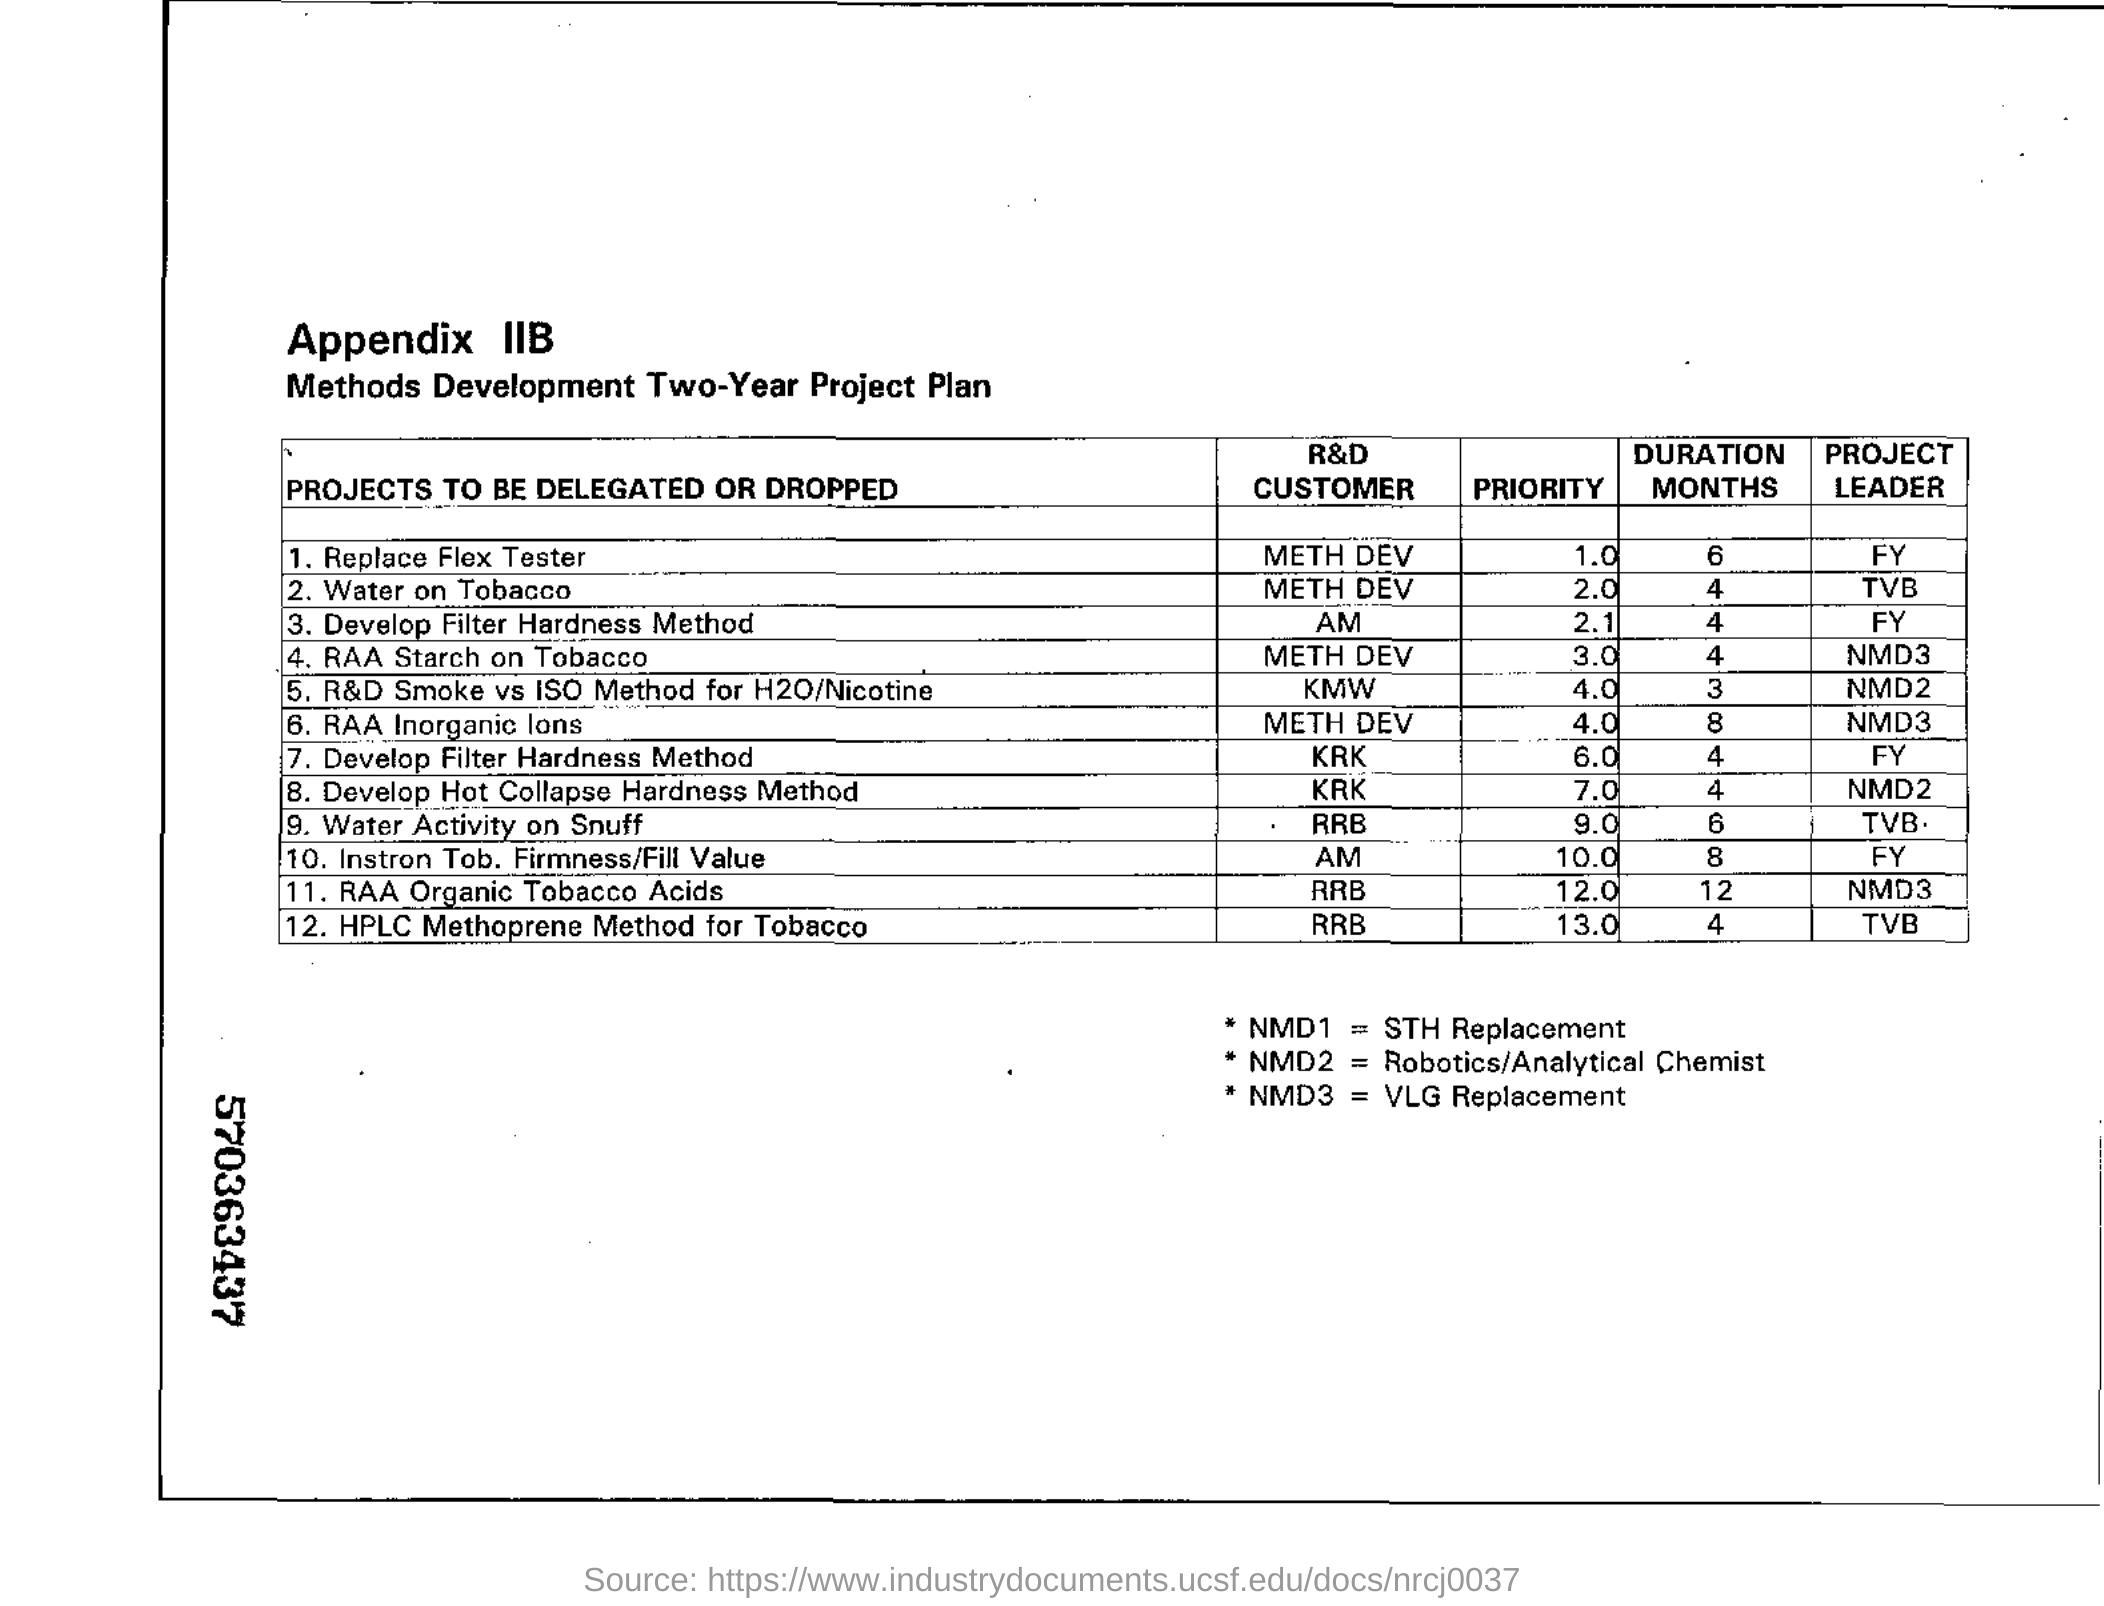 Appendix IIB
Methods Development Two-Year Project Plan
PROJECTS TO BE DELEGATED OR DROPPED R&D CUSTOMER PRIORITY DURATION MONTHS PROJECT LEADER
1. Replace Flex Tester METH DEV 1.0 6 FY
2. Water on Tobacco METH DEV 2.0 4 TVB
3. Develop Filter Hardness Method AM 2.1 4 FY
4. RAA Starch on Tobacco METH DEV 3.0 4 NMD3
5. R&D Smoke vs ISO Method for H2O/Nicotine KMW 4.0 3 NMD2
6. RAA Inorganic Ions METH DEV 4.0 8 NMD3
7. Develop Filter Hardness Method KRK 6.0 4 FY
8. Develop Hot Collapse Hardness Method KRK 7.0 4 NMD2
9. Water Activity on Snuff RRB 9.0 6 TVB
10. Instron Tob. Firmness/Fill Value AM 10.0 8 FY
11. RAA Organic Tobacco Acids RRB 12.0 12 NMD3
12. HPLC Methoprene Method for Tobacco RRB 13.0 4 TVB
* NMD1 = STH Replacement
* NMD2 = Robotics/Analytical Chemist
* NMD3 = VLG Replacement
57036 3437
Source: https://www.industrydocuments.ucsf.edu/docs/nrcj0037